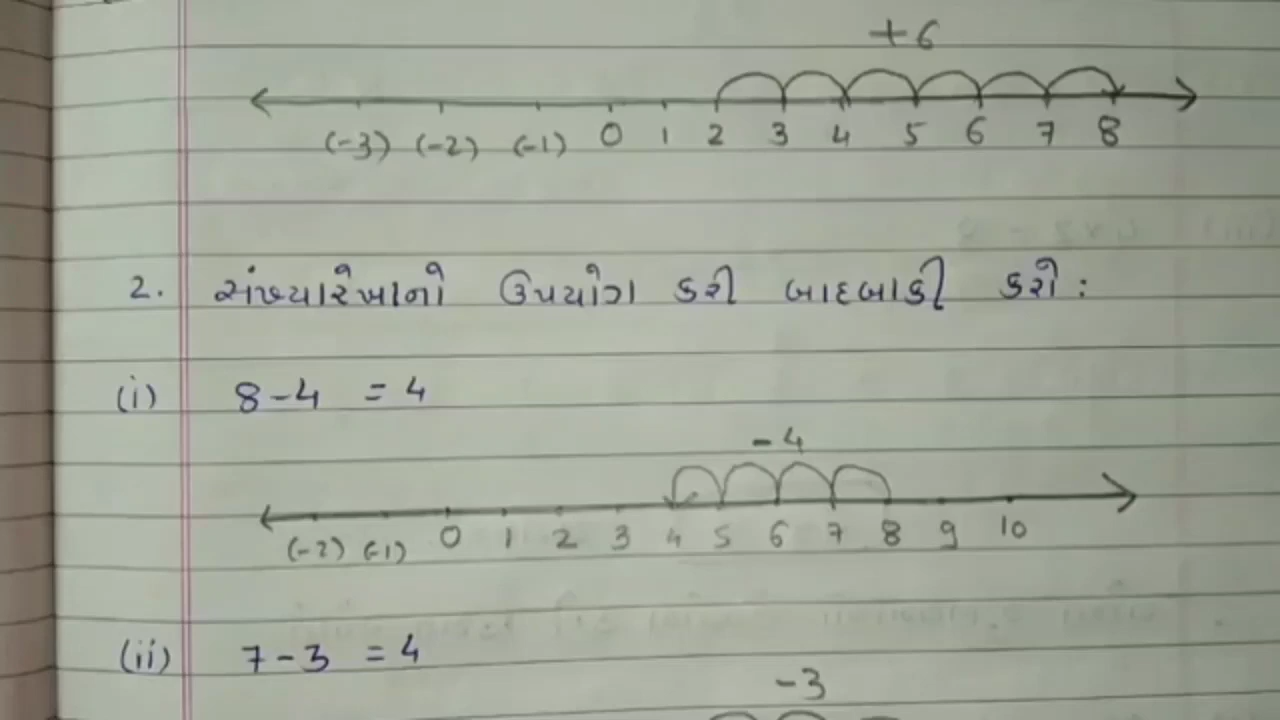 +6
(-3) (-2) (-1) 0 1 2 3 4 5 6 7 8
2. સંખ્યારેખાનો ઉપયોગ કરી બાદબાકી કરો :
(i) 8-4 = 4
-4
(-2) (-1) 0 1 2 3 4 5 6 7 8 9 10
(ii) 7-3 = 4
-3